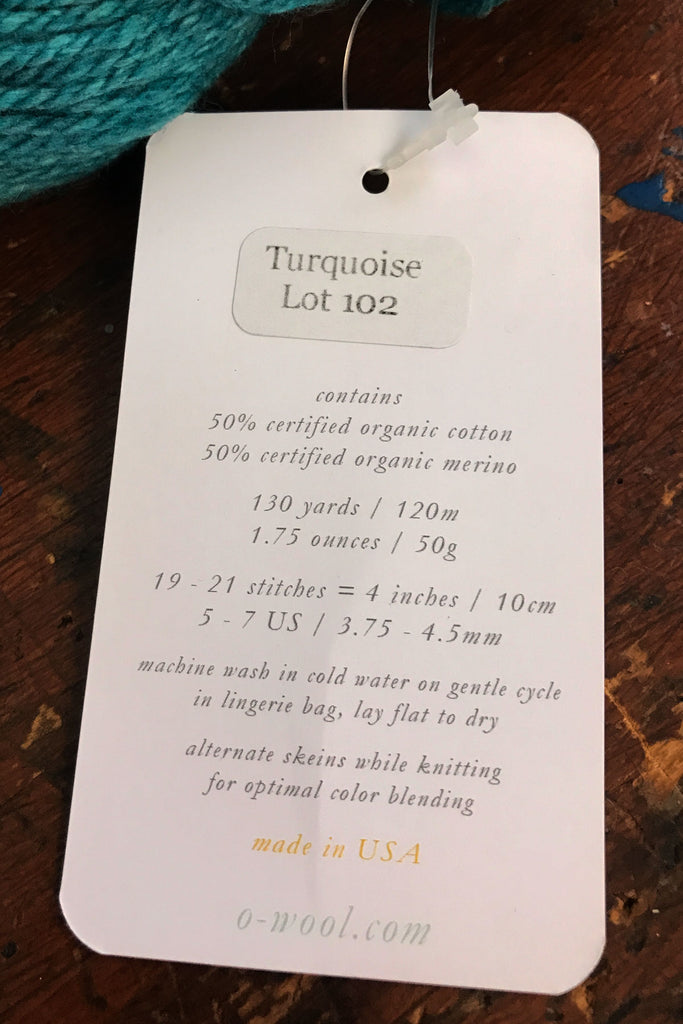 Turquoise
Lot 102
contains
50% certified organic cotton
50% certified organic merino
130 yards / 120m
1.75 ounces / 50g
19 - 21 stitches = 4 inches / 10cm
5 - 7 US / 3.75 - 4.5mm
machine wash in cold water on gentle cycle
in lingerie bag, lay flat to dry
alternate skeins while knitting
for optimal color blending
made in USA
o-wool.com